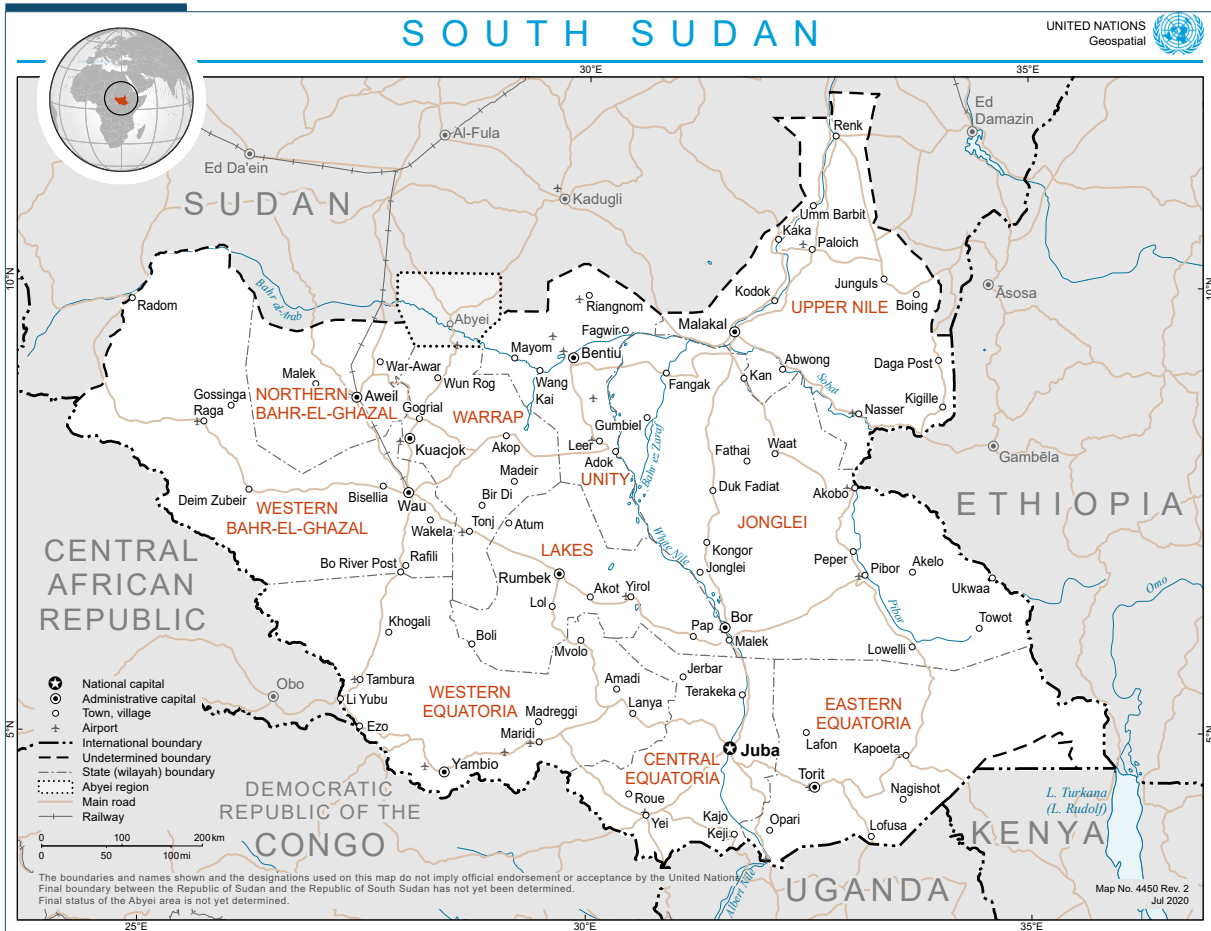 SOUTH SUDAN
UNITED NATIONS
Geospatial
30°E
35°E
Ed
Damazin
Renk
Al-Fula
Ed Da'ein
SUDAN
Kadugli
Umm Barbit
Kaka
Paloich
10°N
10°N
Bahr
al-Arab
Radom
Riangnom
Kodok
Junguls
Boing
Āsosa
UPPER NILE
Abyei
Fagwir
Malakal
Mayom
Bentiu
War-Awar
Wun Rog
Malek
Wang
Kai
Fangak
Kan
Abwong
Sobat
Daga Post
Gossinga
Raga
NORTHERN
BAHR-EL-GHAZAL
Aweil
Gogrial
WARRAP
Nasser
Kigille
Gumbiel
Bahr ez Zaraf
Kuacjok
Akop
Leer
Adok
UNITY
Fathai
Waat
Gambēla
Madeir
Deim Zubeir
Bisellia
Wau
Bir Di
Duk Fadiat
Akobo
ETHIOPIA
WESTERN
BAHR-EL-GHAZAL
Wakela
Tonj
Atum
JONGLEI
White Nile
CENTRAL
AFRICAN
REPUBLIC
LAKES
Kongor
Bo River Post
Rafili
Rumbek
Jonglei
Peper
Pibor
Akelo
Ukwaa
Omo
Akot
Yirol
Lol
Pibor
Khogali
Boli
Mvolo
Pap
Bor
Malek
Towot
Lowelli
Obo
Tambura
Li Yubu
Ezo
WESTERN
EQUATORIA
Amadi
Jerbar
Terakeka
Lanya
EASTERN
EQUATORIA
Madreggi
Maridi
Lafon
Kapoeta
5°N
5°N
Juba
CENTRAL
EQUATORIA
Yambio
Torit
Nagishot
Roue
Yei
Kajo
Keji
Opari
Lofusa
L. Turkana
(L. Rudolf)
DEMOCRATIC
REPUBLIC OF THE
CONGO
KENYA
UGANDA
Albert Nile
National capital
Administrative capital
Town, village
Airport
International boundary
Undetermined boundary
State (wilayah) boundary
Abyei region
Main road
Railway
0 100 200 km
0 50 100 mi
The boundaries and names shown and the designations used on this map do not imply official endorsement or acceptance by the United Nations.
Final boundary between the Republic of Sudan and the Republic of South Sudan has not yet been determined.
Final status of the Abyei area is not yet determined.
Map No. 4450 Rev. 2
Jul 2020
25°E
30°E
35°E